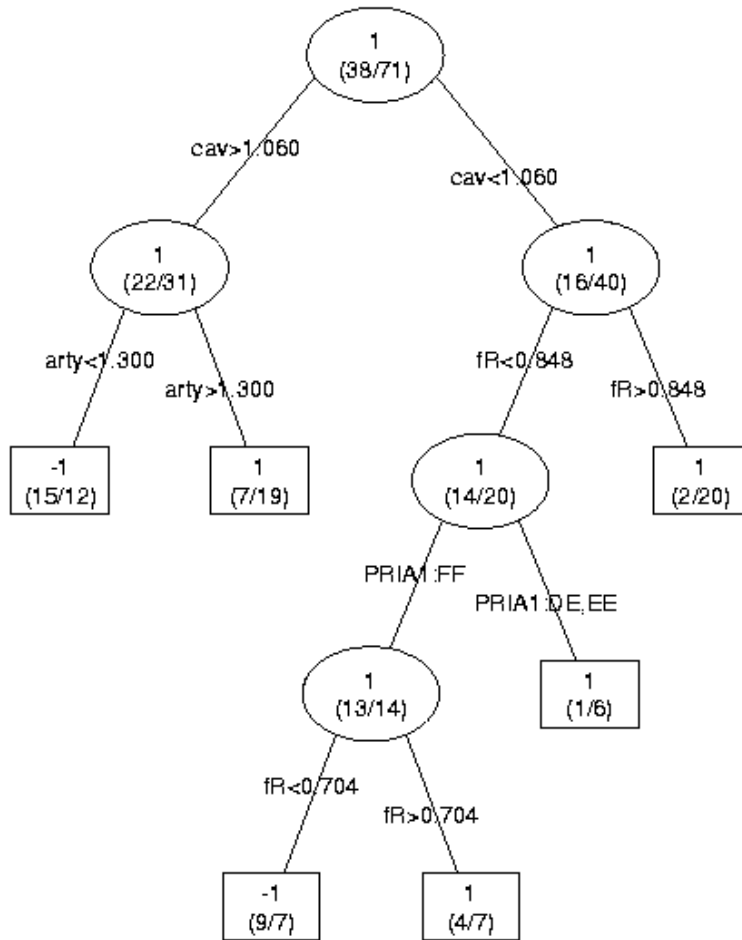 1
(38/71)
cav>1.060
cav<1.060
1
(22/31)
1
(16/40)
arty<1.300
arty>1.300
fR<0.848
fR>0.848
-1
(15/12)
1
(7/19)
1
(14/20)
1
(2/20)
PRIA1:FF
PRIA1:DE,EE
1
(13/14)
1
(1/6)
fR<0.704
fR>0.704
-1
(9/7)
1
(4/7)